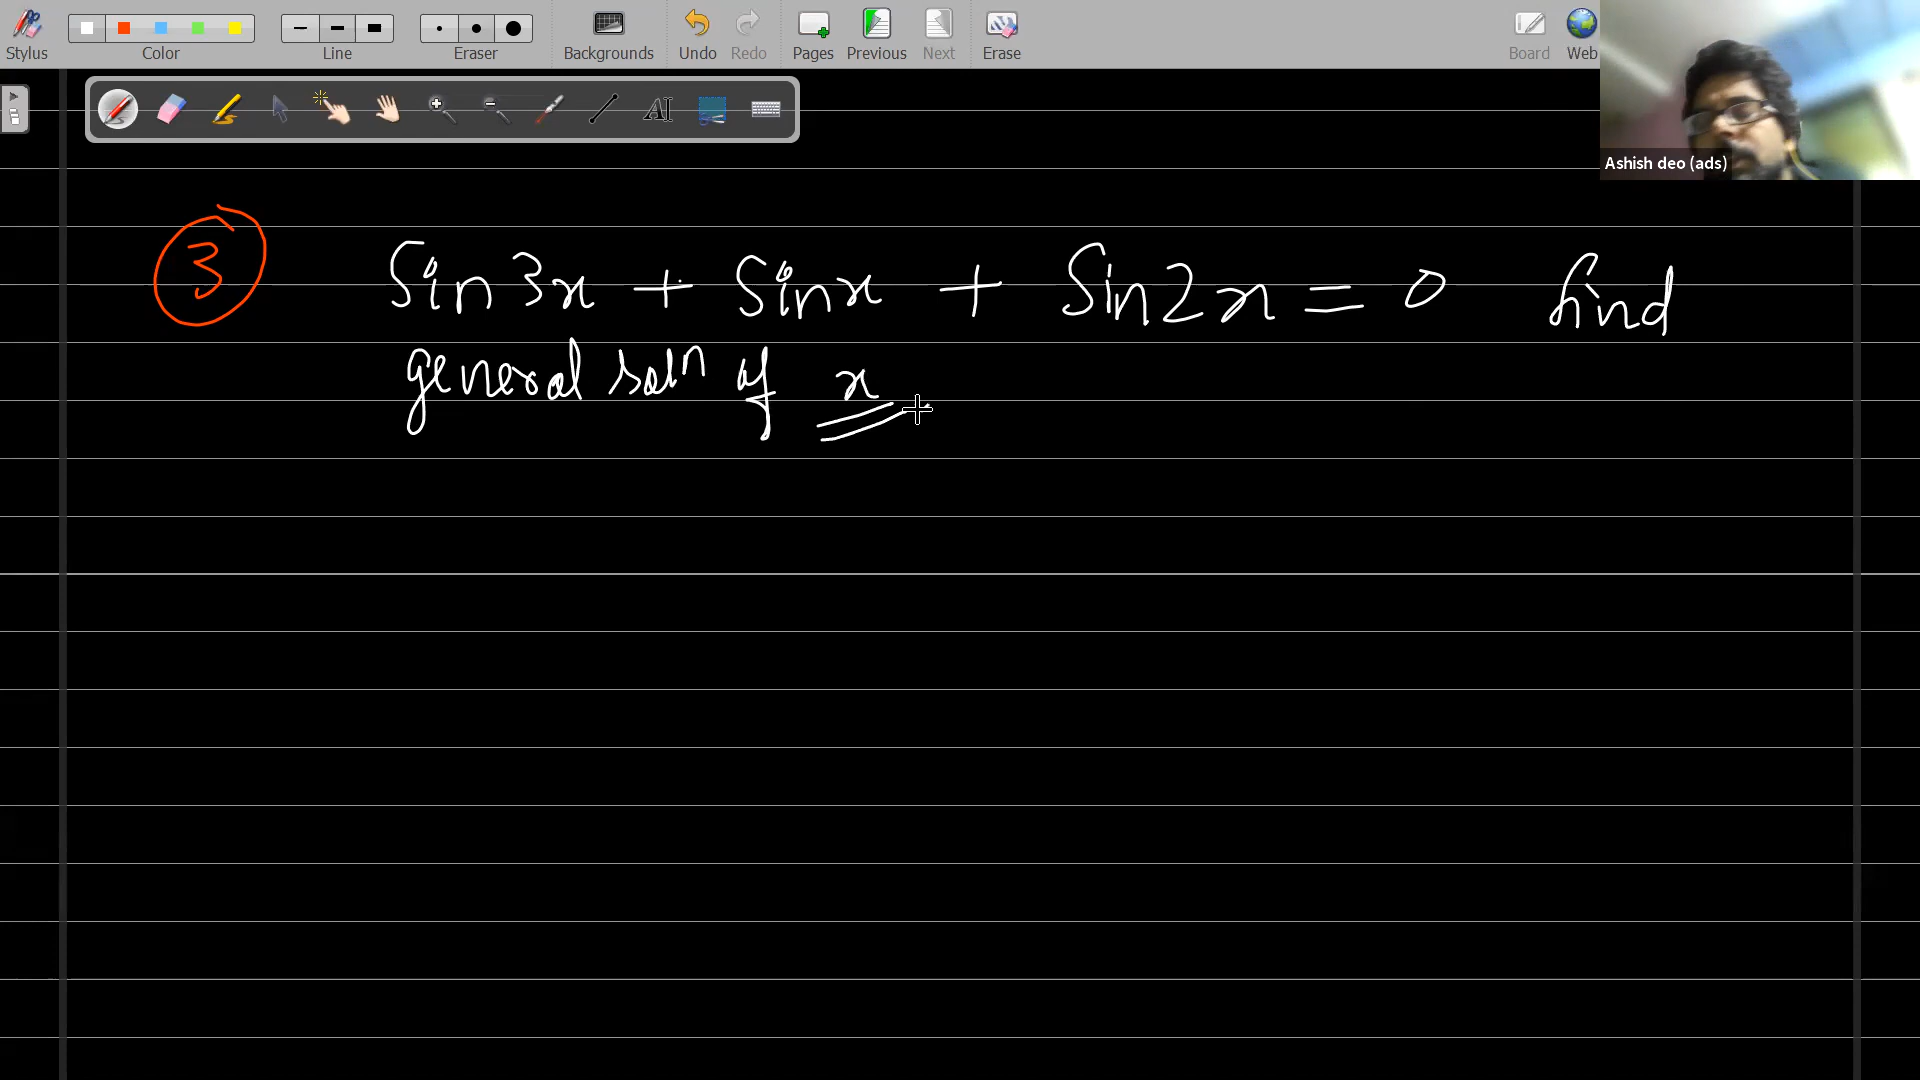 Stylus Color Line Eraser Backgrounds Undo Redo Pages Previous Next Erase Board Web
Ashish deo (ads)
3 Sin3x + Sinx + Sin2x = 0 find
general solⁿ of x